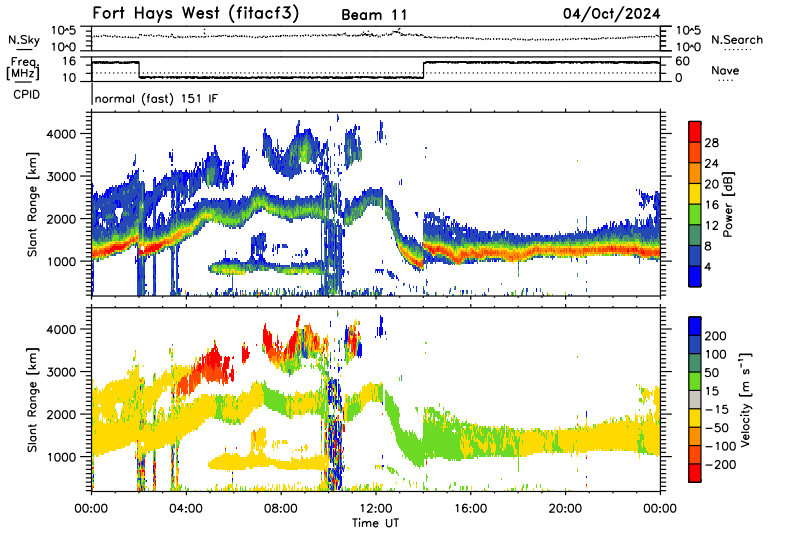 Fort Hays West (fitacf3) Beam 11 04/Oct/2024
N.Sky 10^5 10^5 N.Search
10^0 10^0
Freq. 16 60 Nave
[MHz] 10 0
CPID normal (fast) 151 IF
Slant Range [km]
4000
3000
2000
1000
28
24
20
16
12
8
4
Power [dB]
Slant Range [km]
4000
3000
2000
1000
200
100
50
15
−15
−50
−100
−200
Velocity [m s⁻¹]
00:00 04:00 08:00 12:00 16:00 20:00 00:00
Time UT